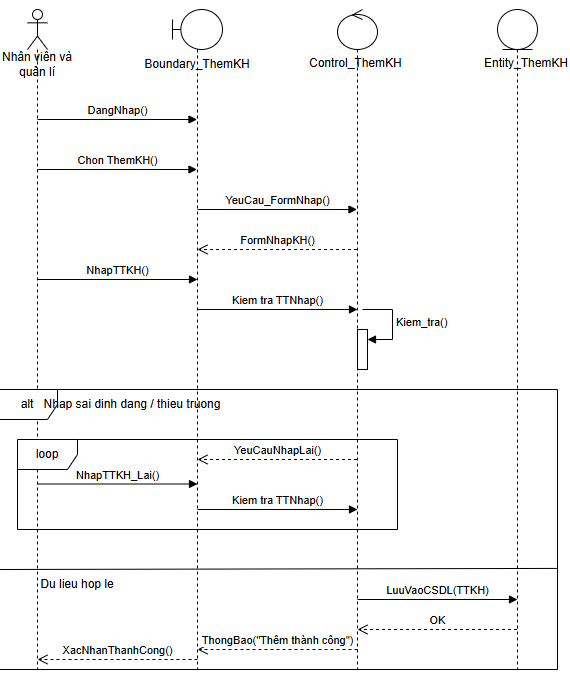 Nhân viên và
quản lí
Boundary_ThemKH
Control_ThemKH
Entity_ThemKH
DangNhap()
Chon ThemKH()
YeuCau_FormNhap()
FormNhapKH()
NhapTTKH()
Kiem tra TTNhap()
Kiem_tra()
alt Nhap sai dinh dang / thieu truong
loop
YeuCauNhapLai()
NhapTTKH_Lai()
Kiem tra TTNhap()
Du lieu hop le
LuuVaoCSDL(TTKH)
OK
ThongBao("Thêm thành công")
XacNhanThanhCong()